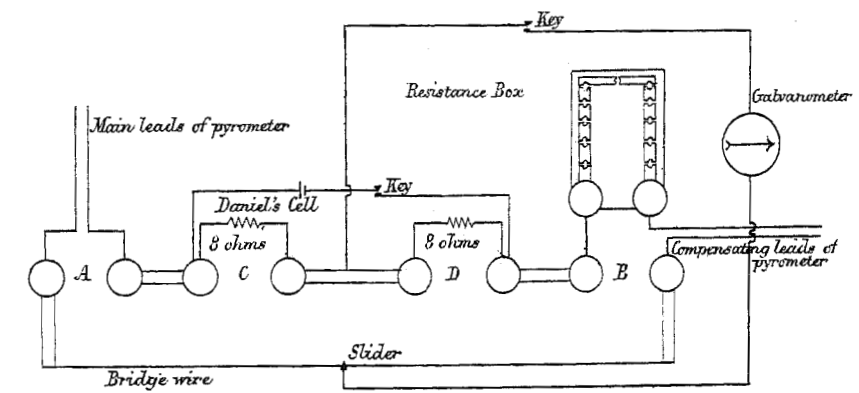 Key
Resistance Box
Galvanometer
Main leads of pyrometer
Key
Daniel's Cell
8 ohms
8 ohms
A
C
D
B
Compensating leads of
pyrometer
Slider
Bridge wire